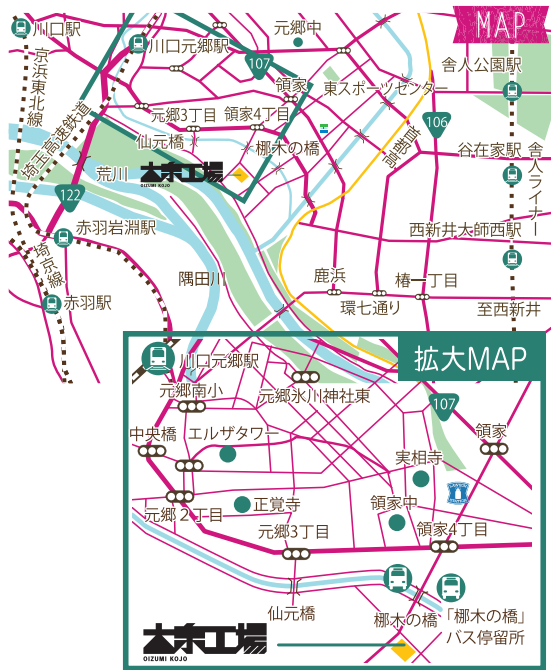 MAP
川口駅
元郷中
川口元郷駅
107
舎人公園駅
京浜東北線
領家
東スポーツセンター
埼玉高速鉄道
元郷3丁目
領家4丁目
106
首都高
仙元橋
梛木の橋
谷在家駅
舎人ライナー
荒川
大泉工場
OIZUMI KOJO
122
赤羽岩淵駅
西新井大師西駅
埼京線
隅田川
鹿浜
椿一丁目
赤羽駅
環七通り
至西新井
拡大MAP
川口元郷駅
元郷南小
元郷氷川神社東
107
中央橋
エルザタワー
領家
実相寺
元郷2丁目
正覚寺
領家中
元郷3丁目
領家4丁目
仙元橋
梛木の橋
「梛木の橋」
バス停留所
大泉工場
OIZUMI KOJO